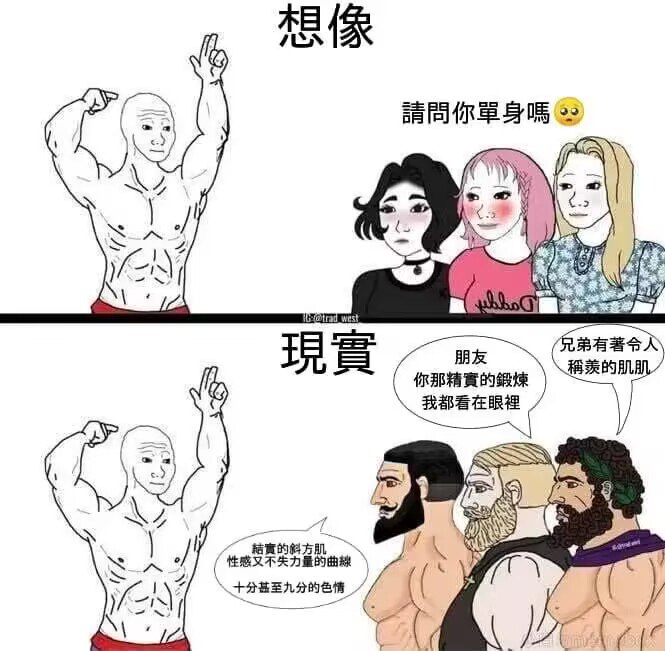 想像
請問你單身嗎🥺
Daddy
IG:@trad_west
現實
朋友
你那精實的鍛煉
我都看在眼裡
兄弟有著令人
稱羨的肌肌
結實的斜方肌
性感又不失力量的曲線
十分甚至九分的色情